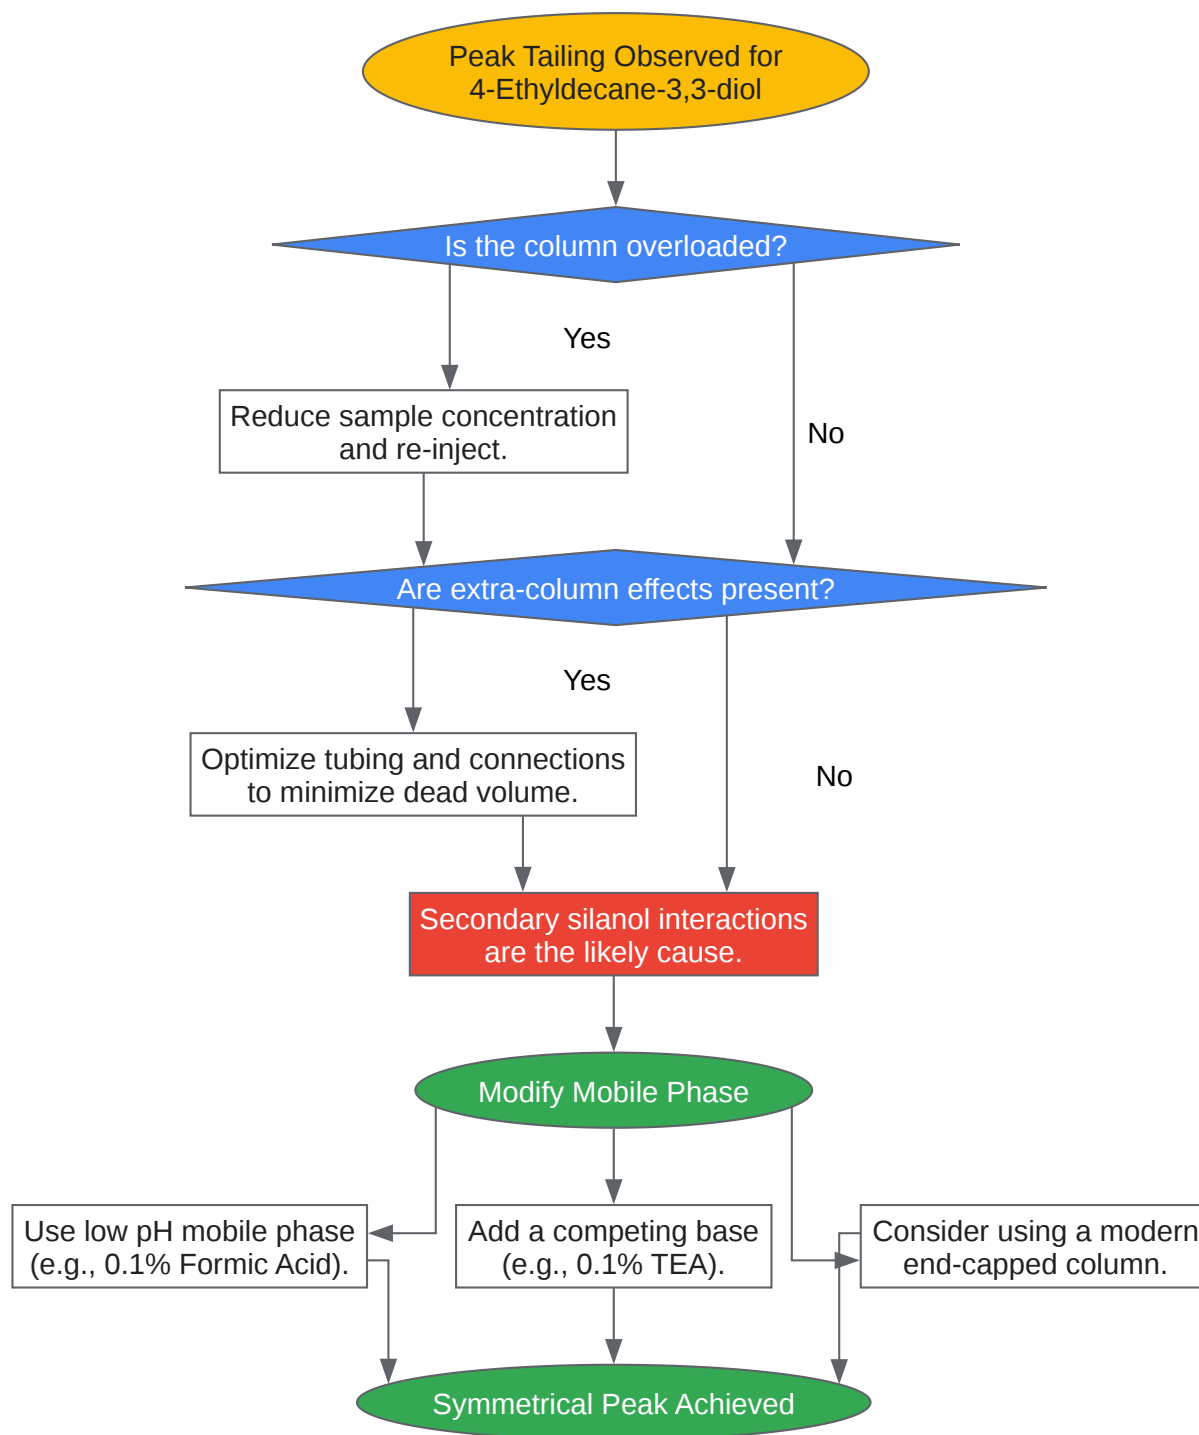 Peak Tailing Observed for
4-Ethyldecane-3,3-diol
Is the column overloaded?
Yes
Reduce sample concentration
and re-inject.
No
Are extra-column effects present?
Yes
Optimize tubing and connections
to minimize dead volume.
No
Secondary silanol interactions
are the likely cause.
Modify Mobile Phase
Use low pH mobile phase
(e.g., 0.1% Formic Acid).
Add a competing base
(e.g., 0.1% TEA).
Consider using a modern
end-capped column.
Symmetrical Peak Achieved